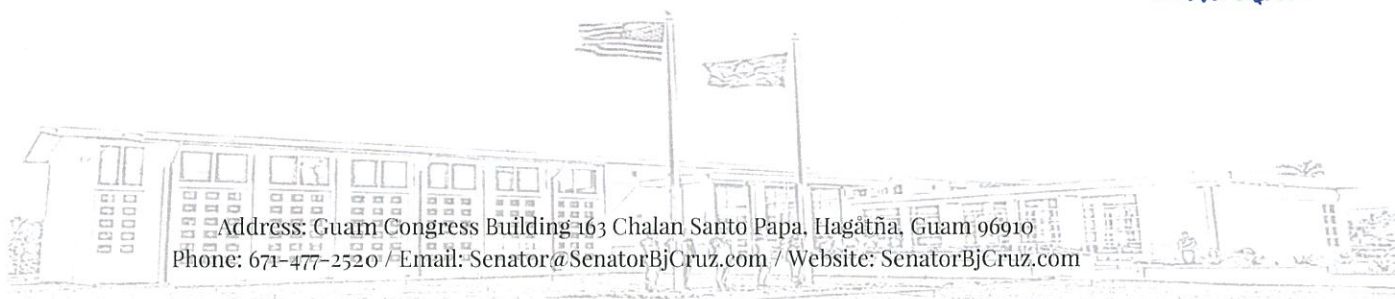 Address: Guam Congress Building 163 Chalan Santo Papa, Hagåtña, Guam 96910
Phone: 671-477-2520 / Email: Senator@SenatorBjCruz.com / Website: SenatorBjCruz.com